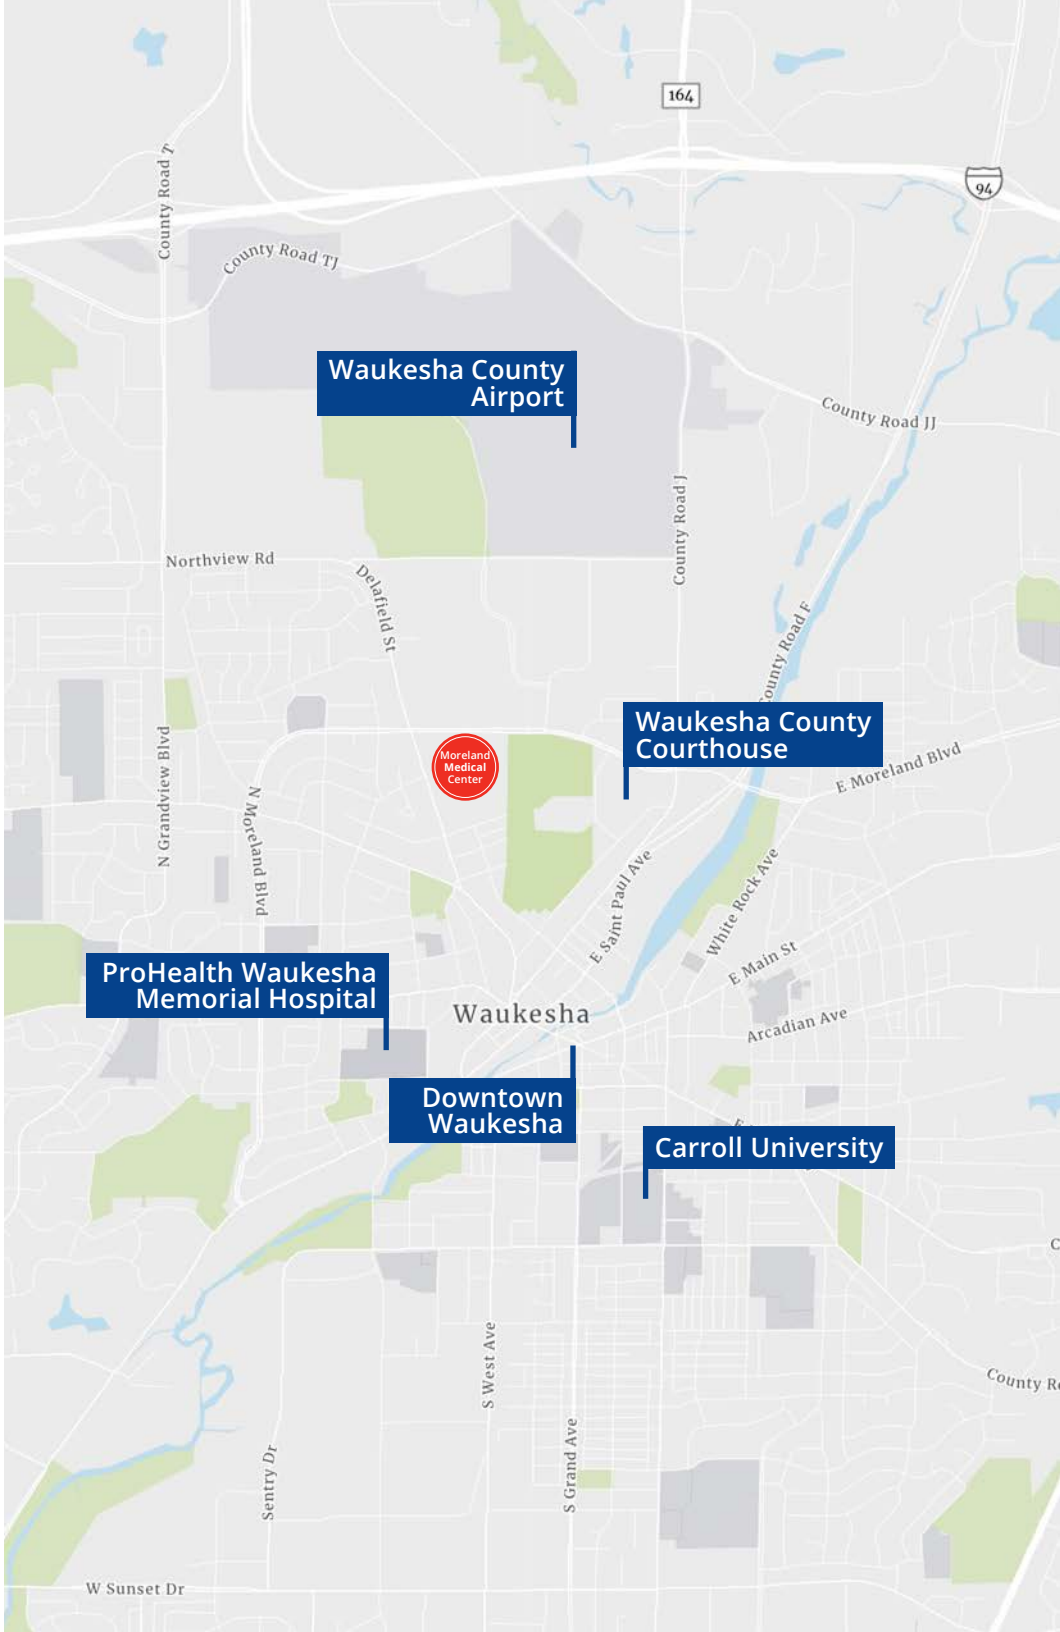 164
94
County Road T
County Road TJ
Waukesha County
Airport
County Road JJ
County Road J
Northview Rd
Delafield St
County Road F
Waukesha County
Courthouse
N Grandview Blvd
Moreland
Medical
Center
E Moreland Blvd
N Moreland Blvd
E Saint Paul Ave
White Rock Ave
E Main St
ProHealth Waukesha
Memorial Hospital
Waukesha
Arcadian Ave
Downtown
Waukesha
Carroll University
C
County R
S West Ave
S Grand Ave
Sentry Dr
W Sunset Dr